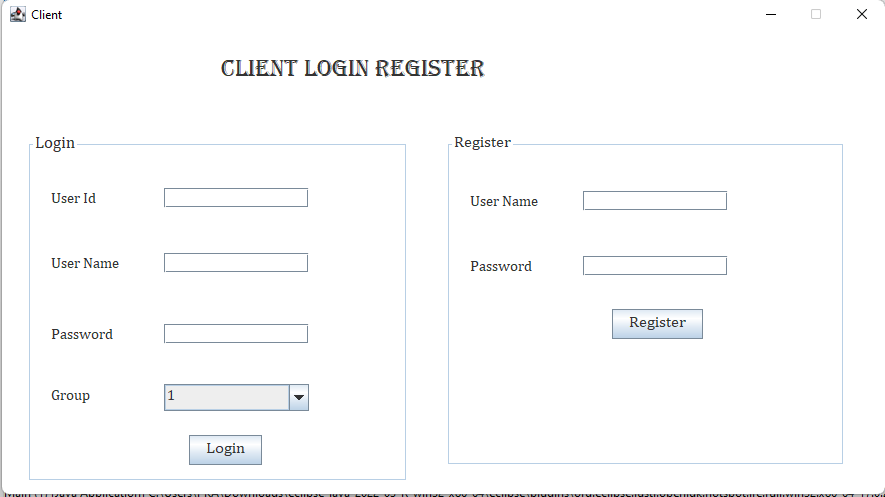 Client
CLIENT LOGIN REGISTER
Login
User Id
User Name
Password
Group
1
Login
Register
User Name
Password
Register